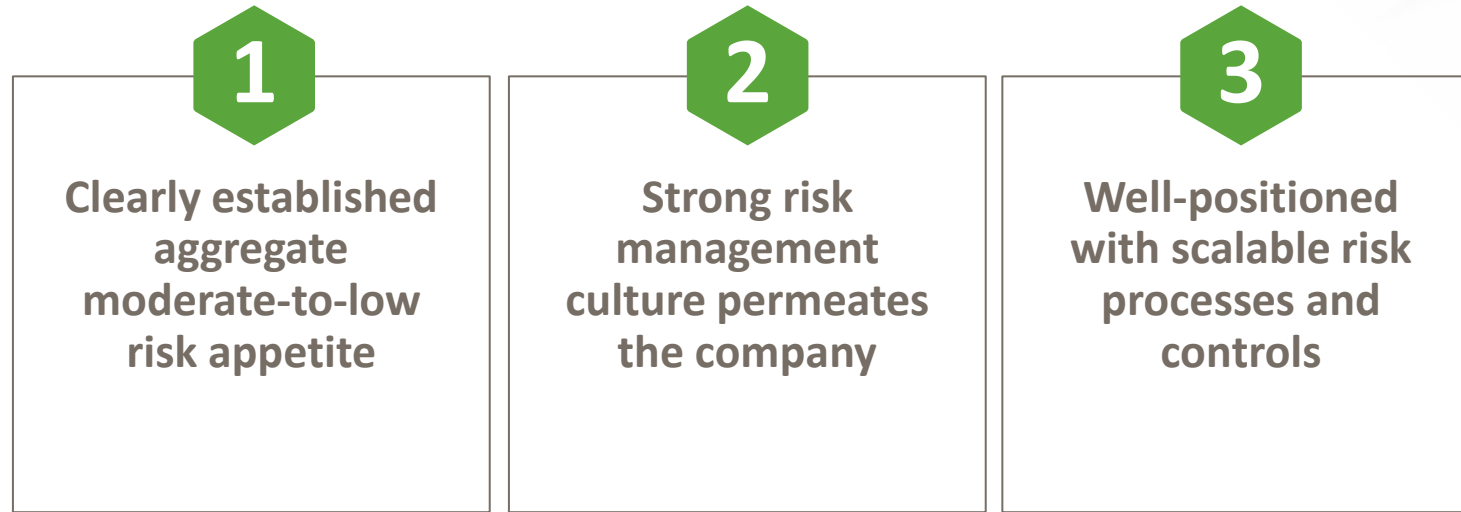 1
Clearly established
aggregate
moderate-to-low
risk appetite
2
Strong risk
management
culture permeates
the company
3
Well-positioned
with scalable risk
processes and
controls